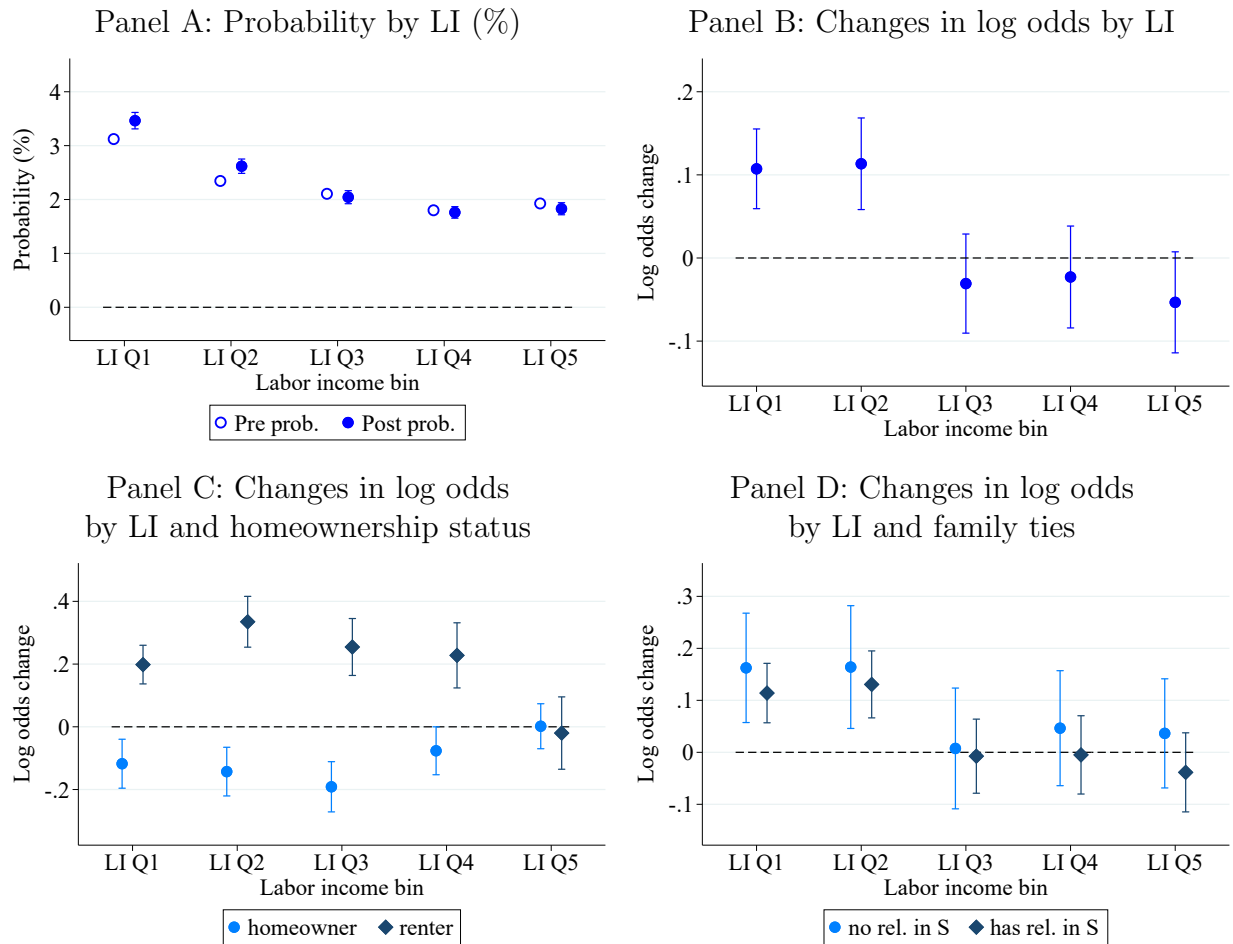 Panel A: Probability by LI (%)
Probability (%)
4
3
2
1
0
LI Q1 LI Q2 LI Q3 LI Q4 LI Q5
Labor income bin
Pre prob. Post prob.
Panel B: Changes in log odds by LI
Log odds change
.2
.1
0
-.1
LI Q1 LI Q2 LI Q3 LI Q4 LI Q5
Labor income bin
Panel C: Changes in log odds
by LI and homeownership status
Log odds change
.4
.2
0
-.2
LI Q1 LI Q2 LI Q3 LI Q4 LI Q5
Labor income bin
homeowner renter
Panel D: Changes in log odds
by LI and family ties
Log odds change
.3
.2
.1
0
-.1
LI Q1 LI Q2 LI Q3 LI Q4 LI Q5
Labor income bin
no rel. in S has rel. in S